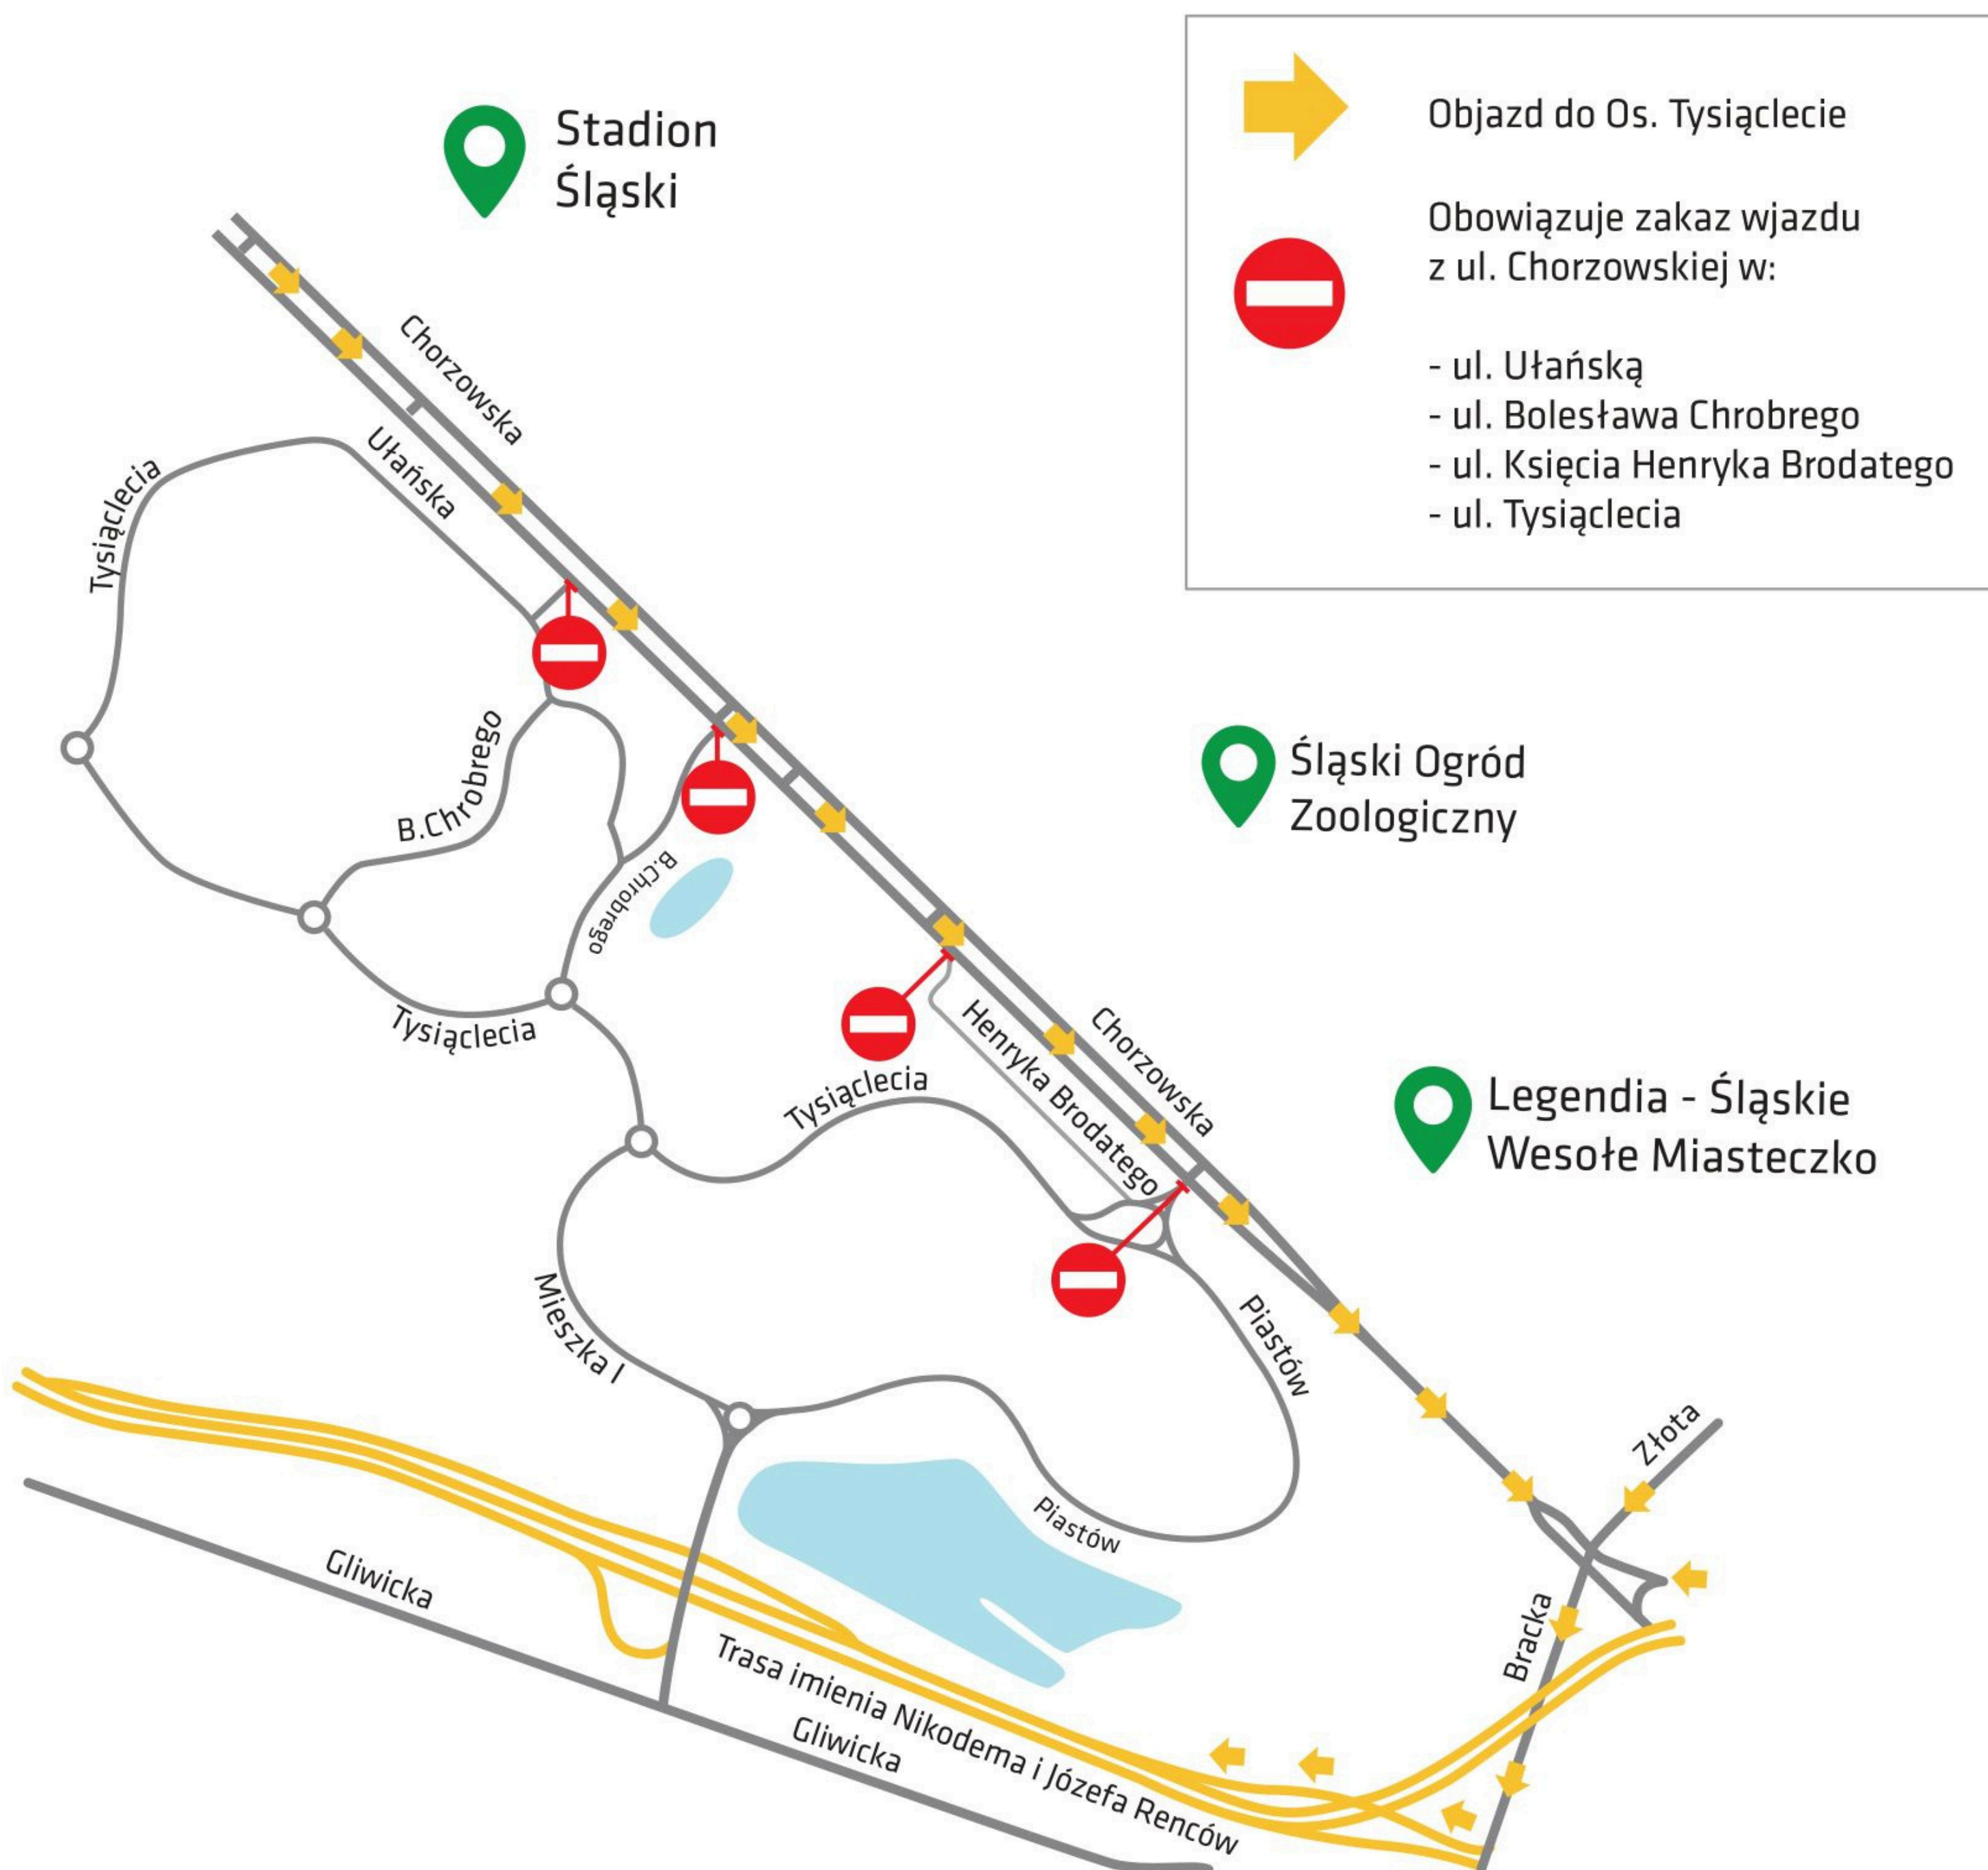 Stadion
Śląski
Objazd do Os. Tysiąclecie
Obowiązuje zakaz wjazdu
z ul. Chorzowskiej w:
- ul. Ułańską
- ul. Bolesława Chrobrego
- ul. Księcia Henryka Brodatego
- ul. Tysiąclecia
Chorzowska
Ułańska
Tysiąclecia
B.Chrobrego
Śląski Ogród
Zoologiczny
B.Chrobrego
Tysiąclecia
Henryka Brodatego
Chorzowska
Tysiąclecia
Legendia - Śląskie
Wesołe Miasteczko
Mieszka I
Piastów
Złota
Piastów
Gliwicka
Bracka
Trasa imienia Nikodema i Józefa Renców
Gliwicka